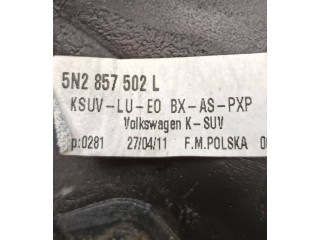 5N2 857 502 L
KSUV-LU-EO BX-AS-PXP
Volkswagen K-SUV
p:0281 27/04/11 F.M.POLSKA